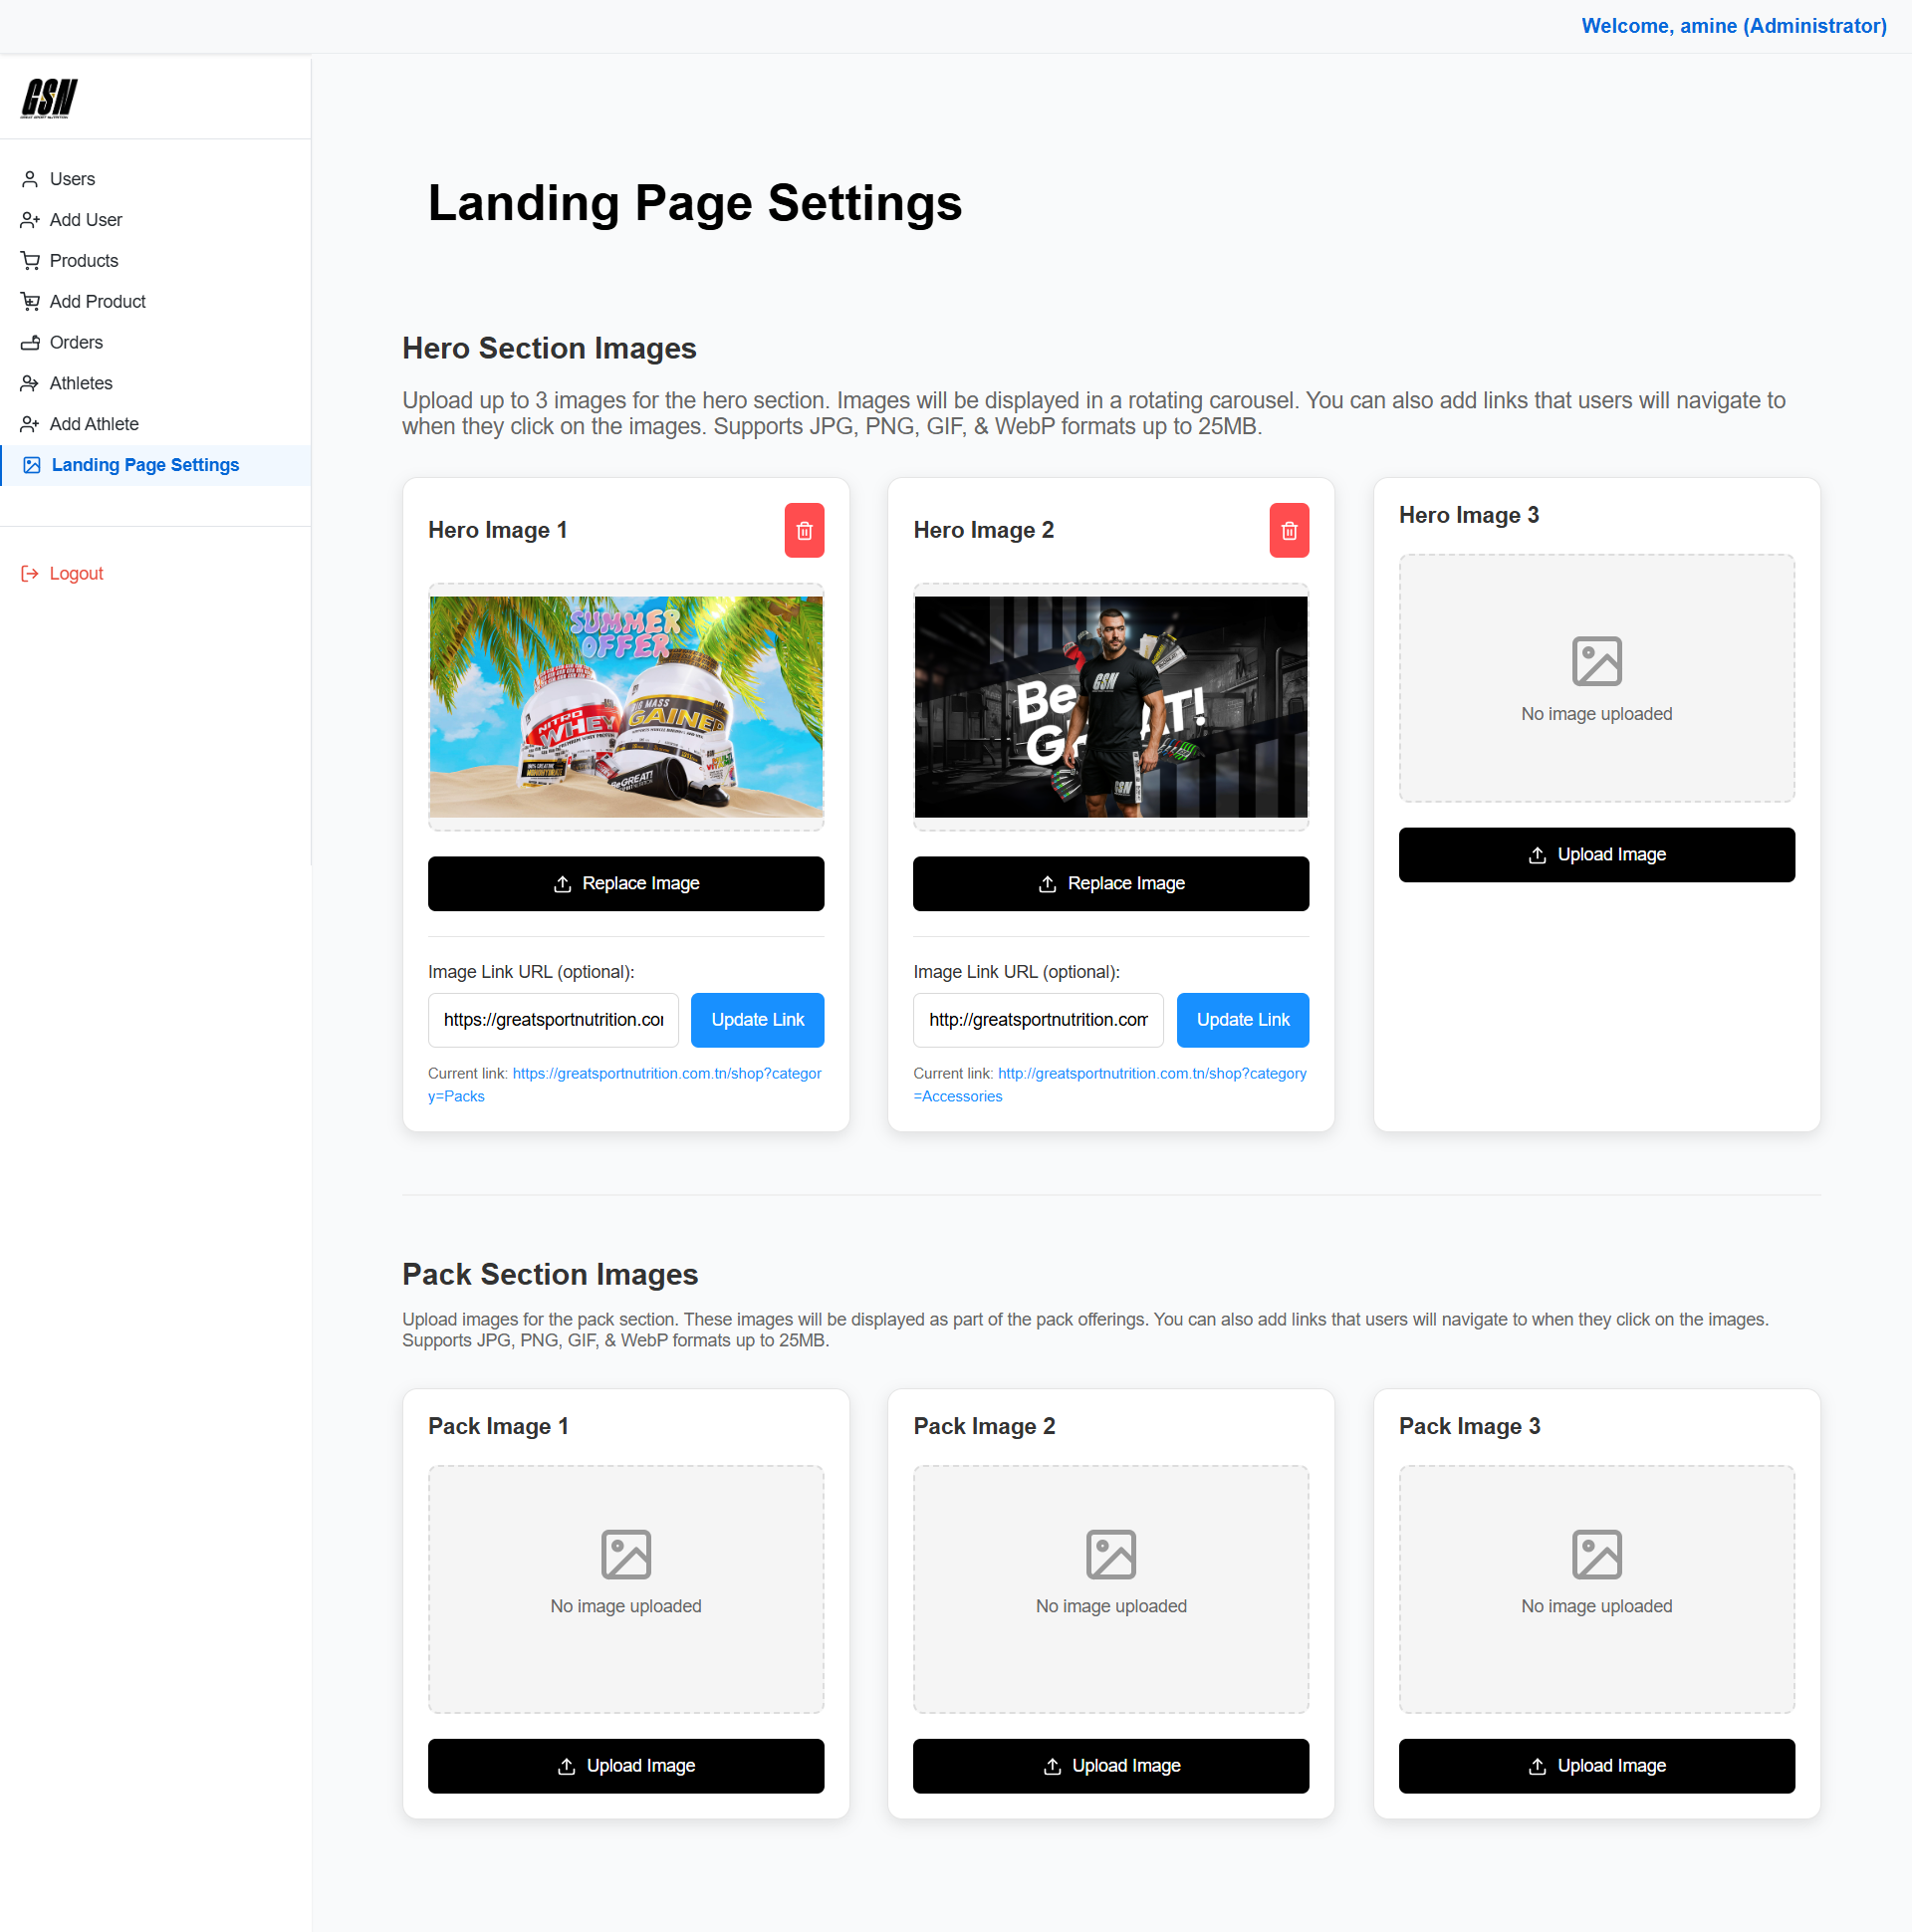 Welcome, amine (Administrator)
GSN
GREAT SPORT NUTRITION
Users
Add User
Products
Add Product
Orders
Athletes
Add Athlete
Landing Page Settings
Logout
Landing Page Settings
Hero Section Images
Upload up to 3 images for the hero section. Images will be displayed in a rotating carousel. You can also add links that users will navigate to
when they click on the images. Supports JPG, PNG, GIF, & WebP formats up to 25MB.
Hero Image 1
SUMMER
OFFER
NITRO
WHEY
BIG MASS
GAINER
BeGREAT!
Replace Image
Image Link URL (optional):
https://greatsportnutrition.co
Update Link
Current link: https://greatsportnutrition.com.tn/shop?categor
y=Packs
Hero Image 2
GSN
Be
G AT!
GSN
Replace Image
Image Link URL (optional):
http://greatsportnutrition.com
Update Link
Current link: http://greatsportnutrition.com.tn/shop?category
=Accessories
Hero Image 3
No image uploaded
Upload Image
Pack Section Images
Upload images for the pack section. These images will be displayed as part of the pack offerings. You can also add links that users will navigate to when they click on the images.
Supports JPG, PNG, GIF, & WebP formats up to 25MB.
Pack Image 1
No image uploaded
Upload Image
Pack Image 2
No image uploaded
Upload Image
Pack Image 3
No image uploaded
Upload Image